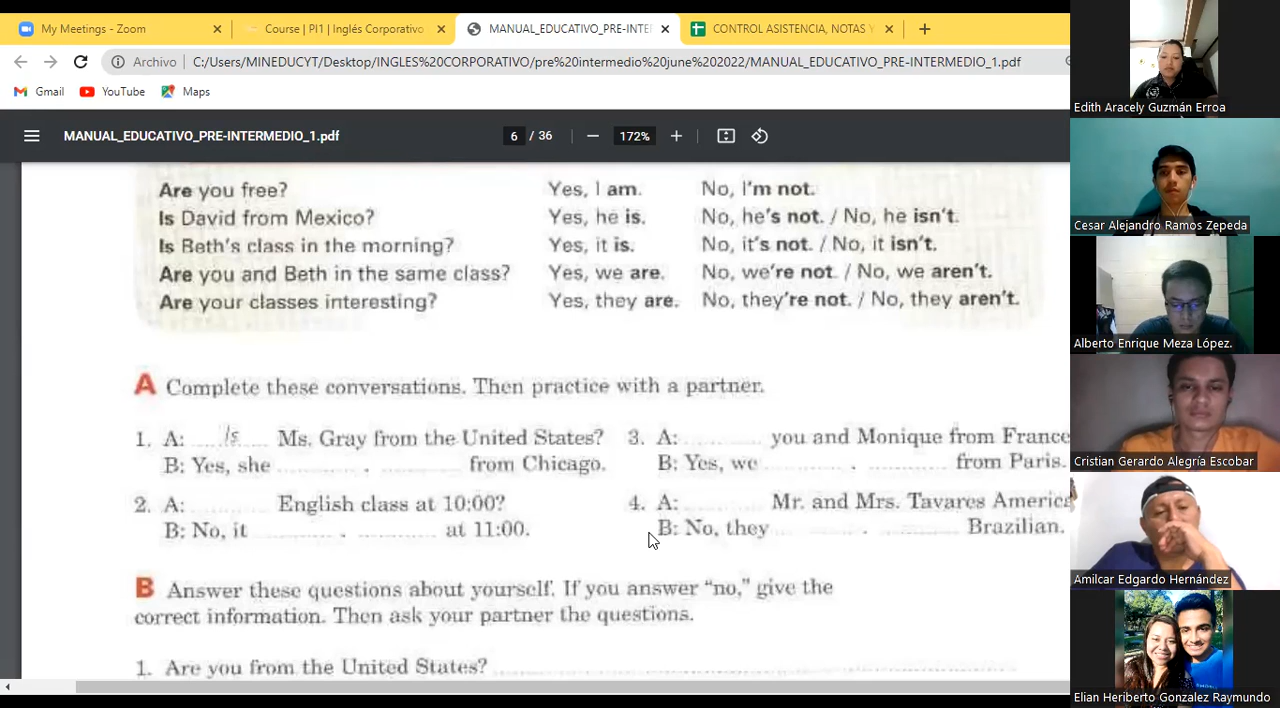 My Meetings - Zoom
Course | PI1 | Inglés Corporativo
MANUAL_EDUCATIVO_PRE-INTE
CONTROL ASISTENCIA, NOTAS Y
Archivo
C:/Users/MINEDUCYT/Desktop/INGLES%20CORPORATIVO/pre%20intermedio%20june%202022/MANUAL_EDUCATIVO_PRE-INTERMEDIO_1.pdf
Gmail
YouTube
Maps
MANUAL_EDUCATIVO_PRE-INTERMEDIO_1.pdf
6 / 36
172%
Are you free? Yes, I am. No, I'm not.
Is David from Mexico? Yes, he is. No, he's not. / No, he isn't.
Is Beth's class in the morning? Yes, it is. No, it's not. / No, it isn't.
Are you and Beth in the same class? Yes, we are. No, we're not. / No, we aren't.
Are your classes interesting? Yes, they are. No, they're not. / No, they aren't.
A Complete these conversations. Then practice with a partner.
1. A: Is Ms. Gray from the United States?
B: Yes, she ........ . ........ from Chicago.
2. A: ........ English class at 10:00?
B: No, it ........ . ........ at 11:00.
3. A: ........ you and Monique from France
B: Yes, we ........ . ........ from Paris.
4. A: ........ Mr. and Mrs. Tavares America
B: No, they ........ . ........ Brazilian.
B Answer these questions about yourself. If you answer "no," give the
correct information. Then ask your partner the questions.
1. Are you from the United States?
Edith Aracely Guzmán Erroa
Cesar Alejandro Ramos Zepeda
Alberto Enrique Meza López.
Cristian Gerardo Alegría Escobar
Amilcar Edgardo Hernández
Elian Heriberto Gonzalez Raymundo